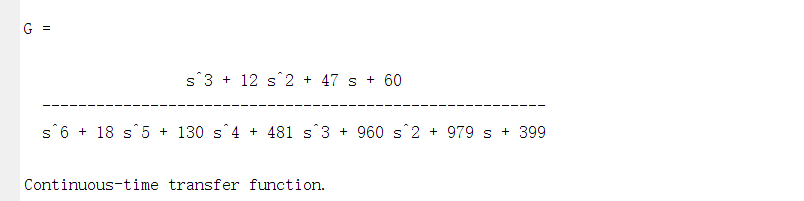 G =
s^3 + 12 s^2 + 47 s + 60
--------------------------------------------------------
s^6 + 18 s^5 + 130 s^4 + 481 s^3 + 960 s^2 + 979 s + 399
Continuous-time transfer function.